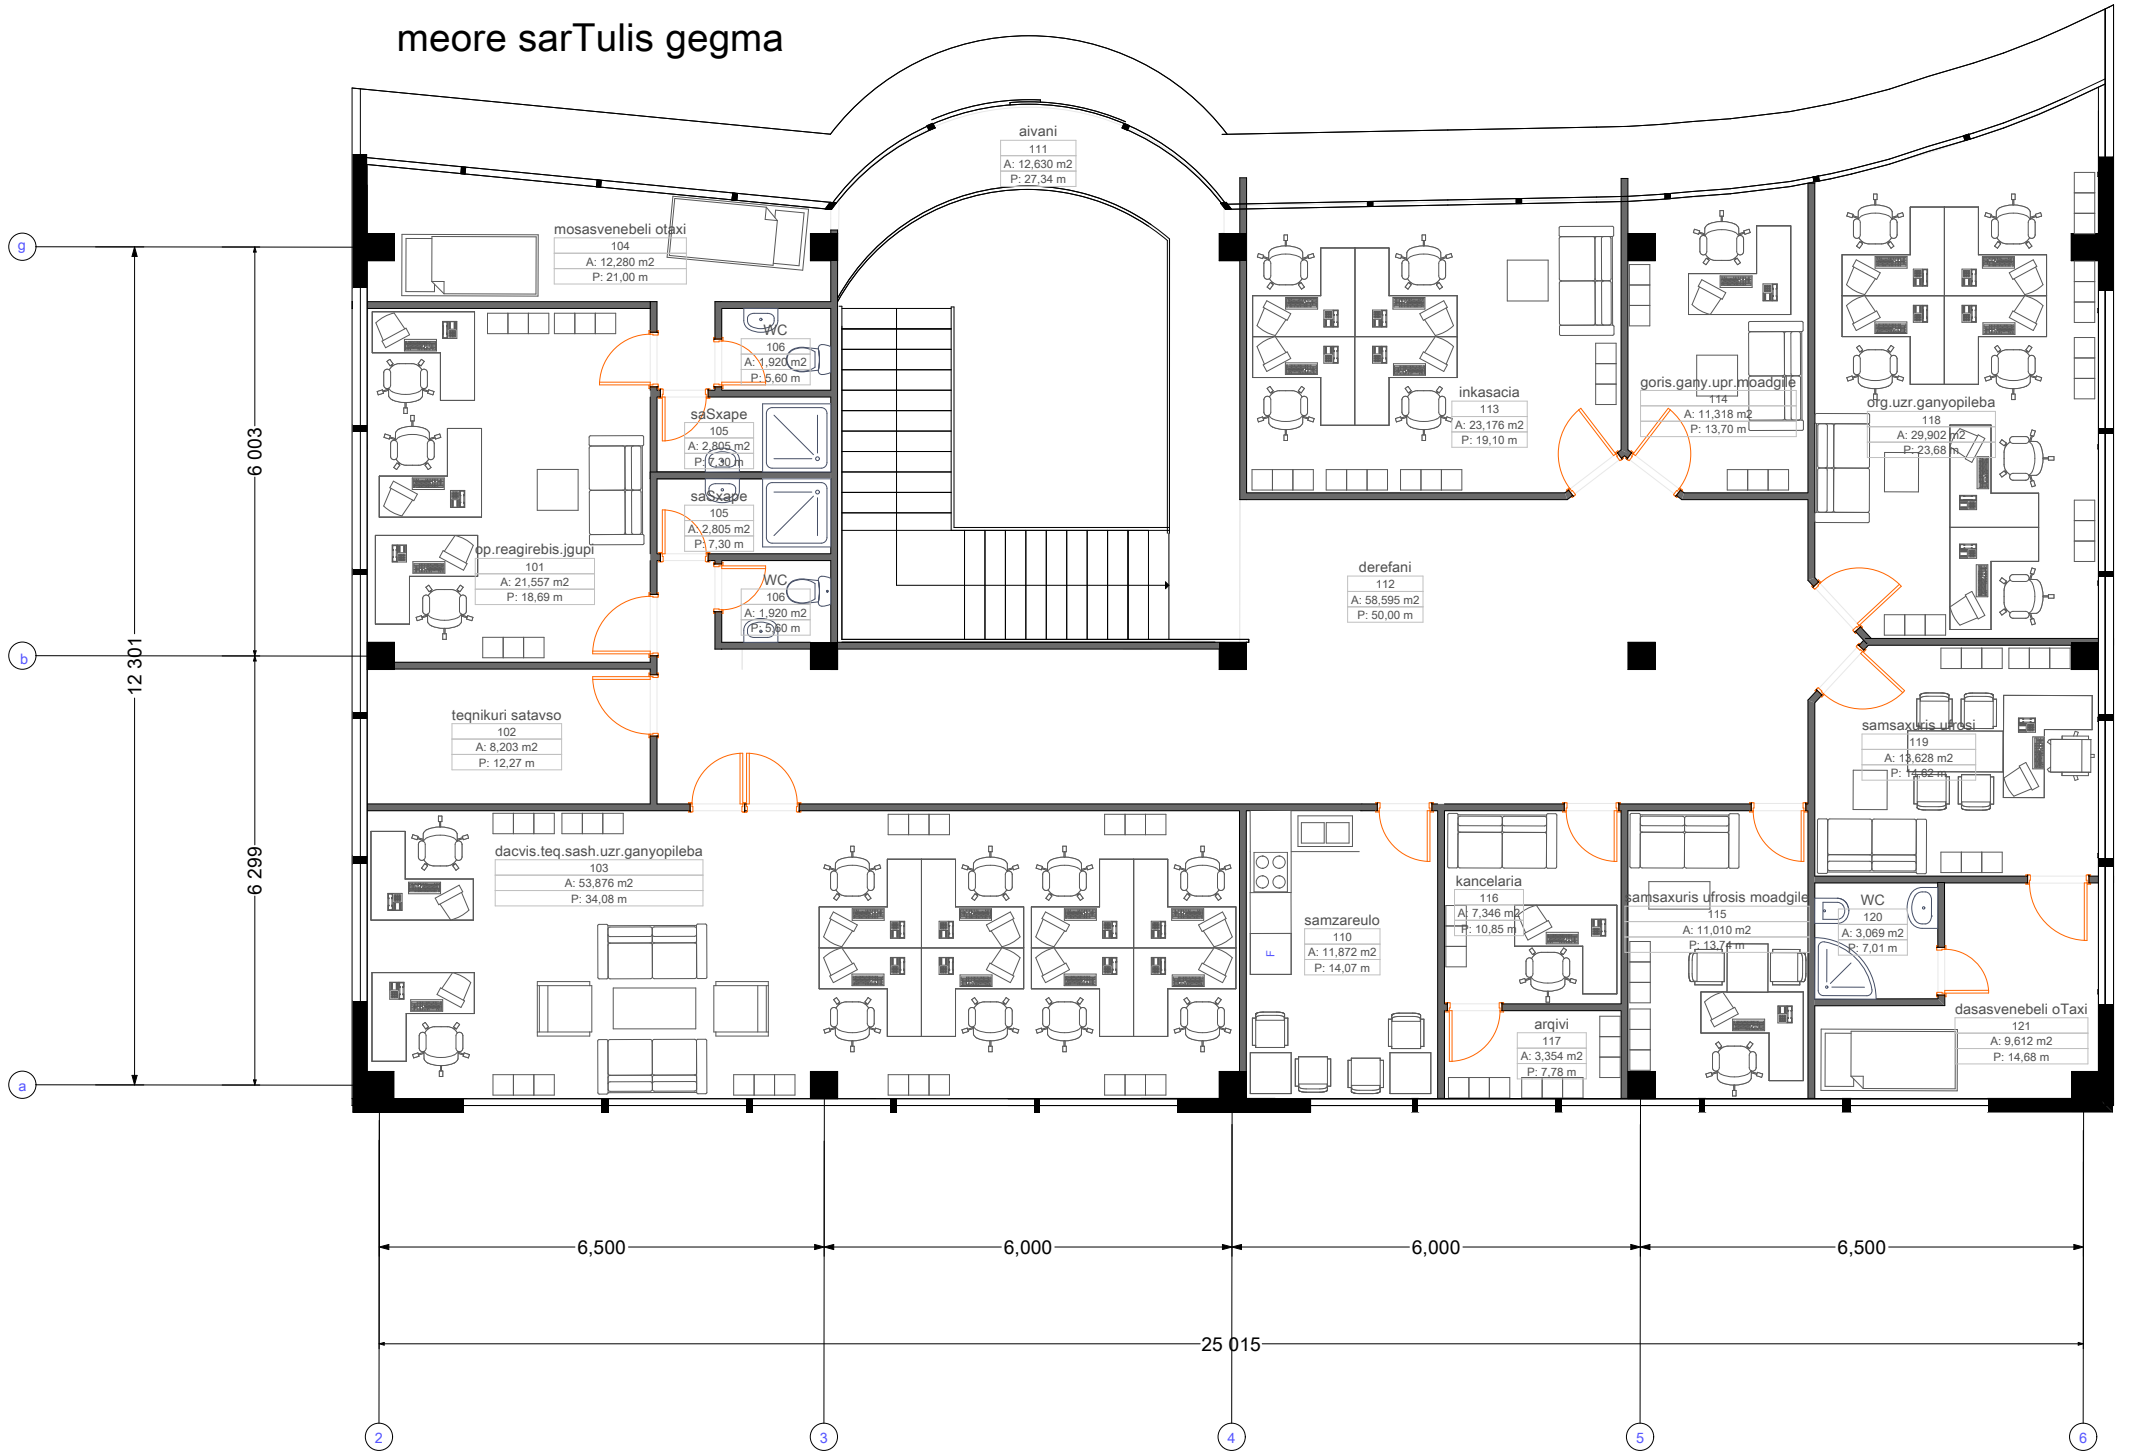 meore sarTulis gegma
aivani
111
A: 12,630 m2
P: 27,34 m
mosasvenebeli otaxi
104
A: 12,280 m2
P: 21,00 m
g
WC
106
A: 1,920 m2
P: 5,60 m
saSxape
105
A: 2,805 m2
P: 7,30 m
saSxape
105
A: 2,805 m2
P: 7,30 m
WC
106
A: 1,920 m2
P: 5,60 m
op.reagirebis.jgupi
101
A: 21,557 m2
P: 18,69 m
inkasacia
113
A: 23,176 m2
P: 19,10 m
goris.gany.upr.moadgile
114
A: 11,318 m2
P: 13,70 m
org.uzr.ganyopileba
118
A: 29,902 m2
P: 23,68 m
derefani
112
A: 58,595 m2
P: 50,00 m
6 003
12 301
b
6 299
teqnikuri satavso
102
A: 8,203 m2
P: 12,27 m
samsaxuris ufrosi
119
A: 13,628 m2
P: 14,82 m
dacvis.teq.sash.uzr.ganyopileba
103
A: 53,876 m2
P: 34,08 m
samzareulo
110
A: 11,872 m2
P: 14,07 m
F
kancelaria
116
A: 7,346 m2
P: 10,85 m
samsaxuris ufrosis moadgile
115
A: 11,010 m2
P: 13,74 m
WC
120
A: 3,069 m2
P: 7,01 m
arqivi
117
A: 3,354 m2
P: 7,78 m
dasasvenebeli oTaxi
121
A: 9,612 m2
P: 14,68 m
a
6,500
6,000
6,000
6,500
25 015
2
3
4
5
6